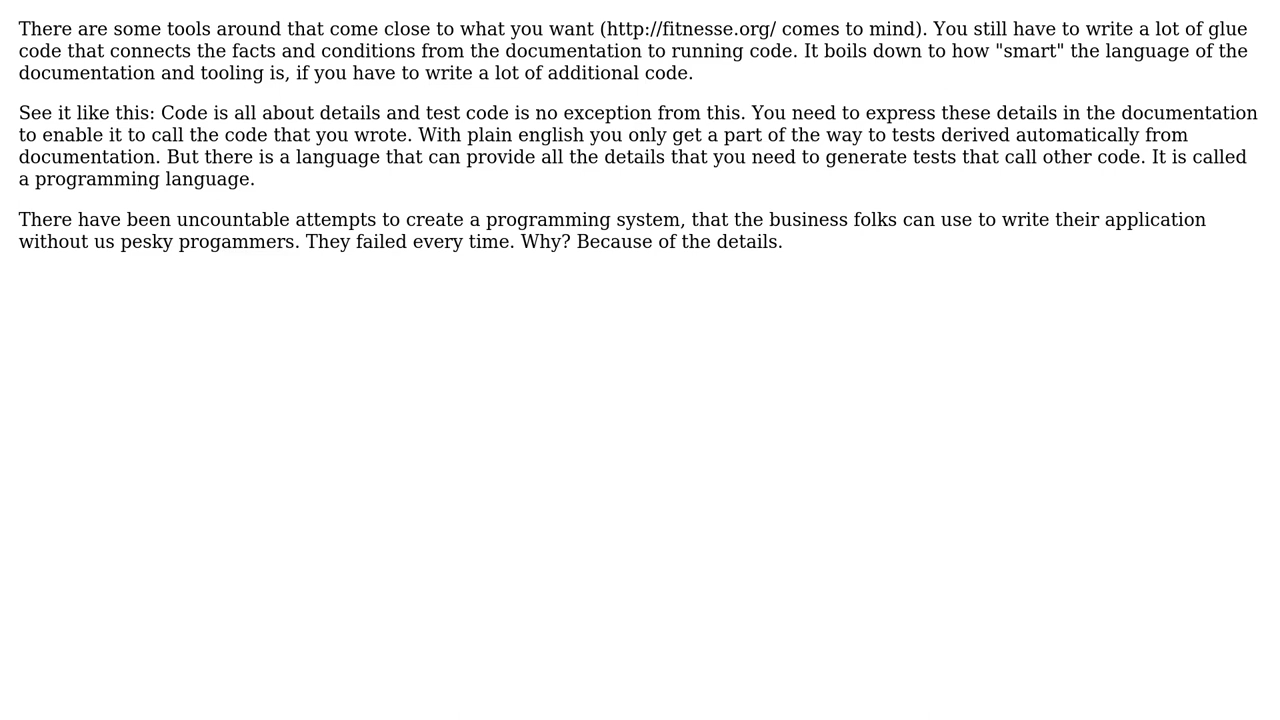 There are some tools around that come close to what you want (http://fitnesse.org/ comes to mind). You still have to write a lot of glue
code that connects the facts and conditions from the documentation to running code. It boils down to how "smart" the language of the
documentation and tooling is, if you have to write a lot of additional code.
See it like this: Code is all about details and test code is no exception from this. You need to express these details in the documentation
to enable it to call the code that you wrote. With plain english you only get a part of the way to tests derived automatically from
documentation. But there is a language that can provide all the details that you need to generate tests that call other code. It is called
a programming language.
There have been uncountable attempts to create a programming system, that the business folks can use to write their application
without us pesky progammers. They failed every time. Why? Because of the details.